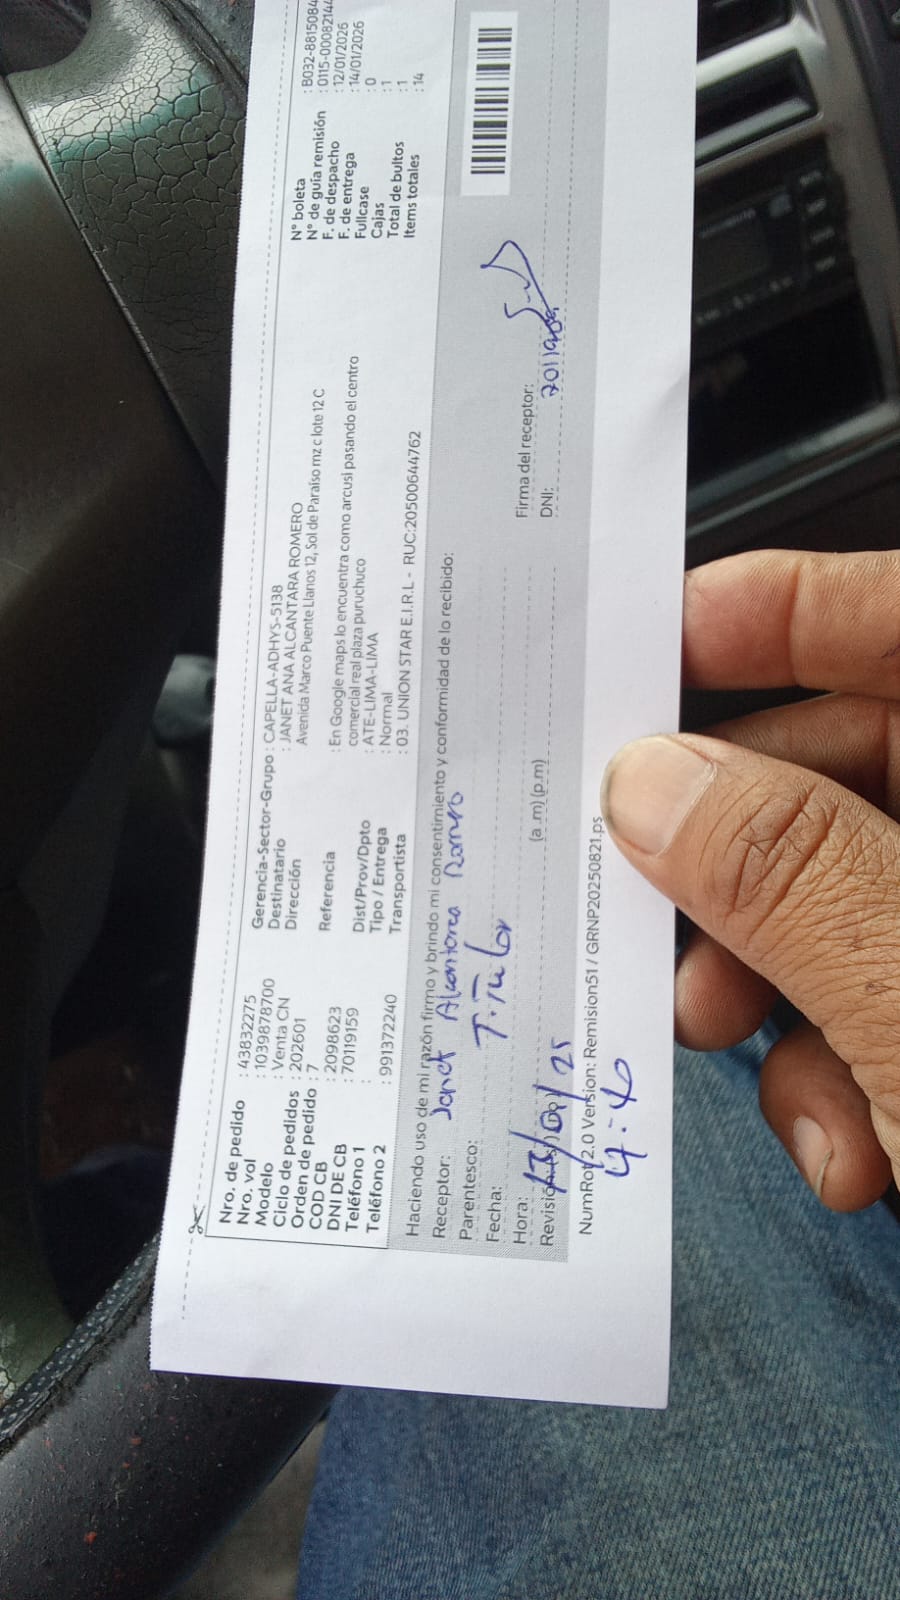 Nro. de pedido : 43832275
Nro. vol : 1039878700
Modelo : Venta CN
Ciclo de pedidos : 202601
Orden de pedido : 7
COD CB : 2098623
DNI DE CB : 70119159
Teléfono 1 :
Teléfono 2 : 991372240
Gerencia-Sector-Grupo : CAPELLA-ADHYS-5138
Destinatario : JANET ANA ALCANTARA ROMERO
Dirección Avenida Marco Puente Llanos 12, Sol de Paraíso mz c lote 12 C
Referencia : En Google maps lo encuentra como arcusi pasando el centro
comercial real plaza puruchuco
Dist/Prov/Dpto : ATE-LIMA-LIMA
Tipo / Entrega : Normal
Transportista : 03. UNION STAR E.I.R.L - RUC:20500644762
N° boleta : B032-8815084
N° de guía remisión : 0115-00082144
F. de despacho : 12/01/2026
F. de entrega : 14/01/2026
Fullcase : 0
Cajas : 1
Total de bultos : 1
Items totales : 14
Haciendo uso de mi razón firmo y brindo mi consentimiento y conformidad de lo recibido:
Receptor: Janet Alcantara Romero
Parentesco: Titular
Fecha:
Hora: (a .m) (p.m)
Firma del receptor:
DNI:
NumRot 2.0 Version: Remision51 / GRNP20250821.ps
4:40